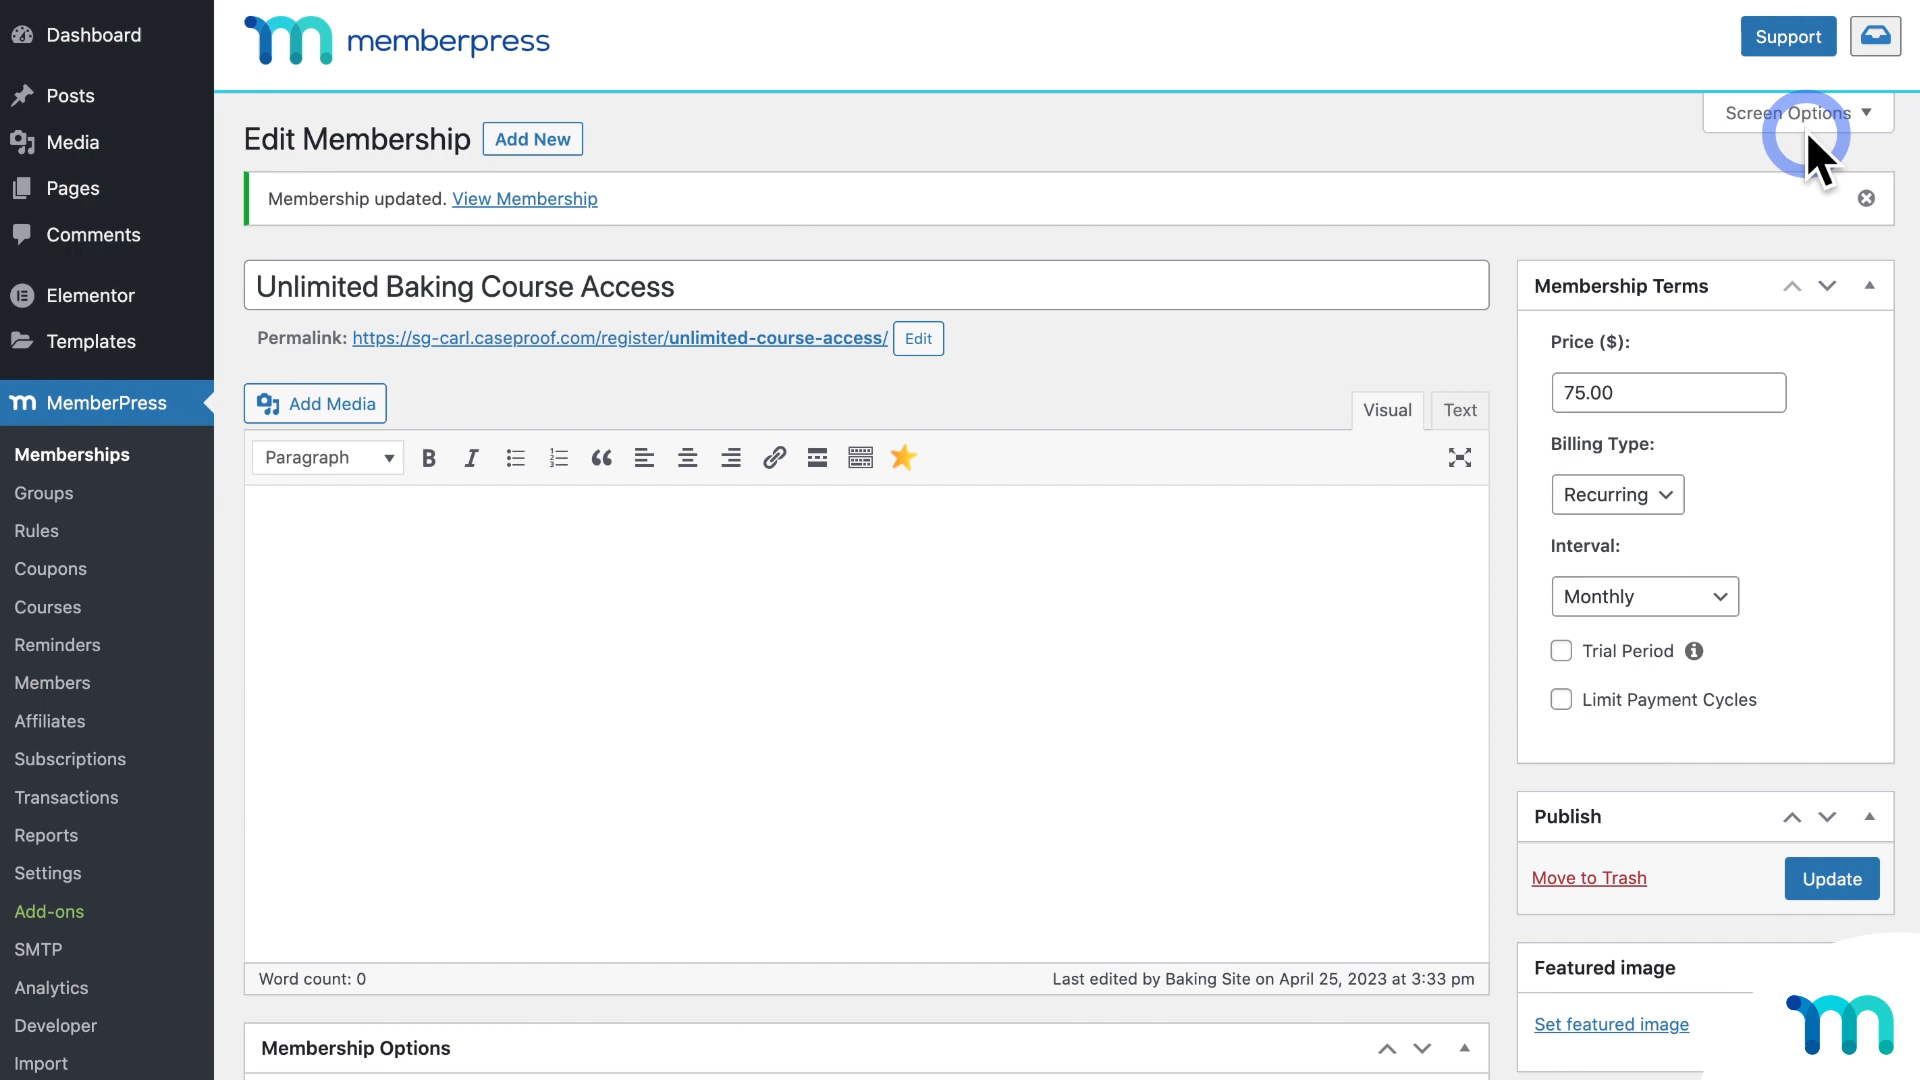 Dashboard
Posts
Media
Pages
Comments
Elementor
Templates
MemberPress
Memberships
Groups
Rules
Coupons
Courses
Reminders
Members
Affiliates
Subscriptions
Transactions
Reports
Settings
Add-ons
SMTP
Analytics
Developer
Import
memberpress
Support
Screen Options
Edit Membership Add New
Membership updated. View Membership
Unlimited Baking Course Access
Permalink: https://sg-carl.caseproof.com/register/unlimited-course-access/ Edit
Add Media
Visual Text
Paragraph
Word count: 0 Last edited by Baking Site on April 25, 2023 at 3:33 pm
Membership Options
Membership Terms
Price ($):
75.00
Billing Type:
Recurring
Interval:
Monthly
Trial Period
Limit Payment Cycles
Publish
Move to Trash Update
Featured image
Set featured image